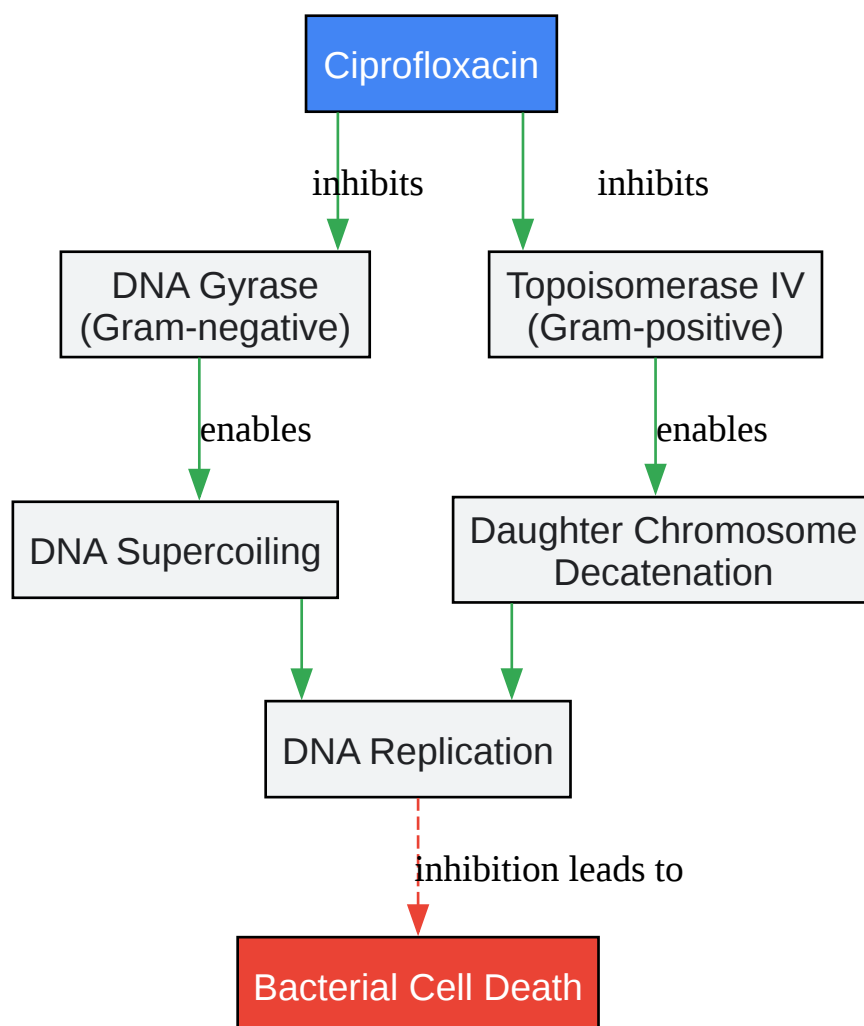 Ciprofloxacin
inhibits
inhibits
DNA Gyrase
(Gram-negative)
Topoisomerase IV
(Gram-positive)
enables
enables
DNA Supercoiling
Daughter Chromosome
Decatenation
DNA Replication
inhibition leads to
Bacterial Cell Death